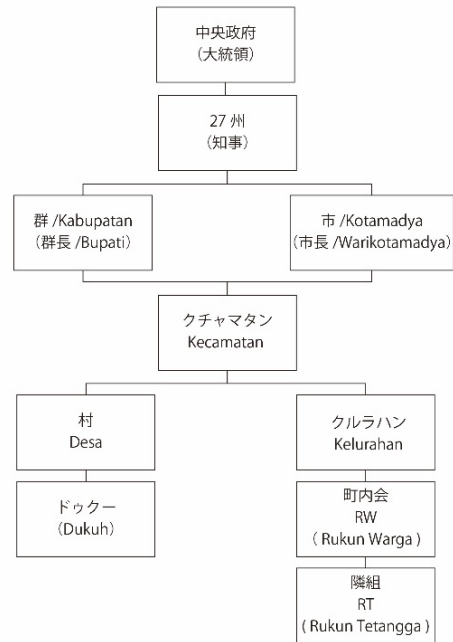 中央政府
（大統領）
27 州
（知事）
群 /Kabupatan
（群長 /Bupati）
市 /Kotamadya
（市長 /Warikotamadya）
クチャマタン
Kecamatan
村
Desa
クルラハン
Kelurahan
ドゥクー
（Dukuh）
町内会
RW
( Rukun Warga )
隣組
RT
( Rukun Tetangga )